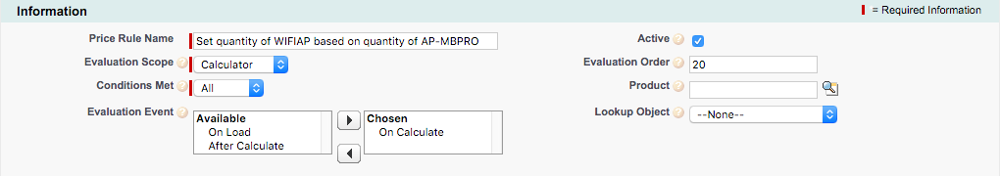 Information
= Required Information
Price Rule Name ? Set quantity of WIFIAP based on quantity of AP-MBPRO
Active ?
Evaluation Scope ? Calculator
Evaluation Order ? 20
Conditions Met ? All
Product ?
Evaluation Event ?
Available
On Load
After Calculate
Chosen
On Calculate
Lookup Object ? --None--